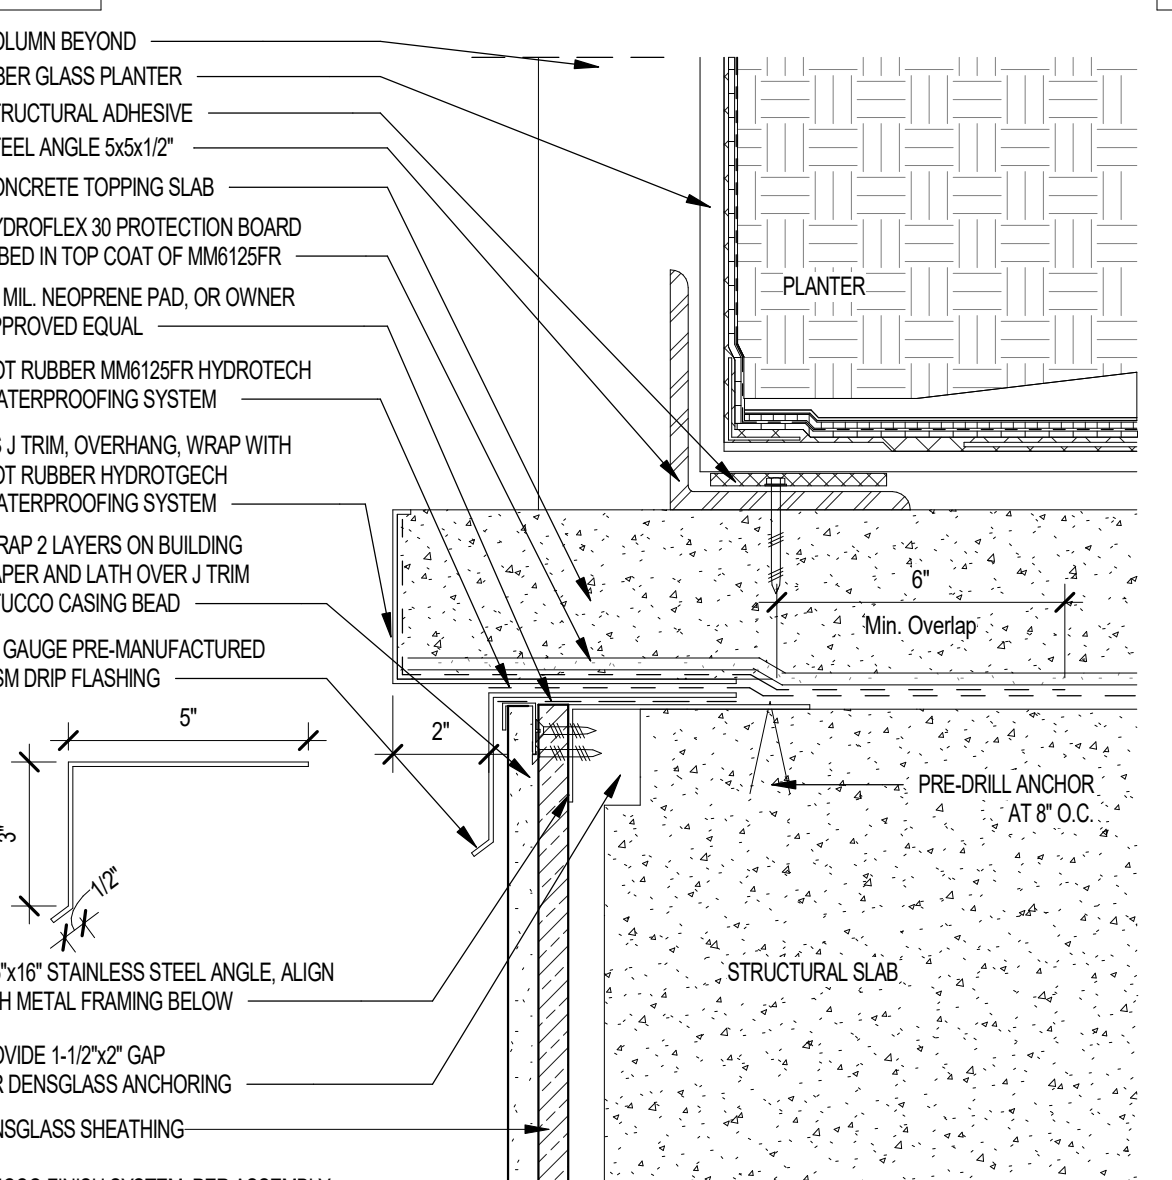 OLUMN BEYOND
BER GLASS PLANTER
TRUCTURAL ADHESIVE
TEEL ANGLE 5x5x1/2"
ONCRETE TOPPING SLAB
YDROFLEX 30 PROTECTION BOARD
BED IN TOP COAT OF MM6125FR
MIL. NEOPRENE PAD, OR OWNER
PPROVED EQUAL
OT RUBBER MM6125FR HYDROTECH
ATERPROOFING SYSTEM
J TRIM, OVERHANG, WRAP WITH
OT RUBBER HYDROTGECH
ATERPROOFING SYSTEM
RAP 2 LAYERS ON BUILDING
APER AND LATH OVER J TRIM
TUCCO CASING BEAD
GAUGE PRE-MANUFACTURED
SM DRIP FLASHING
5"
2"
3"
1/2"
PLANTER
6"
Min. Overlap
PRE-DRILL ANCHOR
AT 8" O.C.
STRUCTURAL SLAB
"x16" STAINLESS STEEL ANGLE, ALIGN
H METAL FRAMING BELOW
OVIDE 1-1/2"x2" GAP
R DENSGLASS ANCHORING
NSGLASS SHEATHING